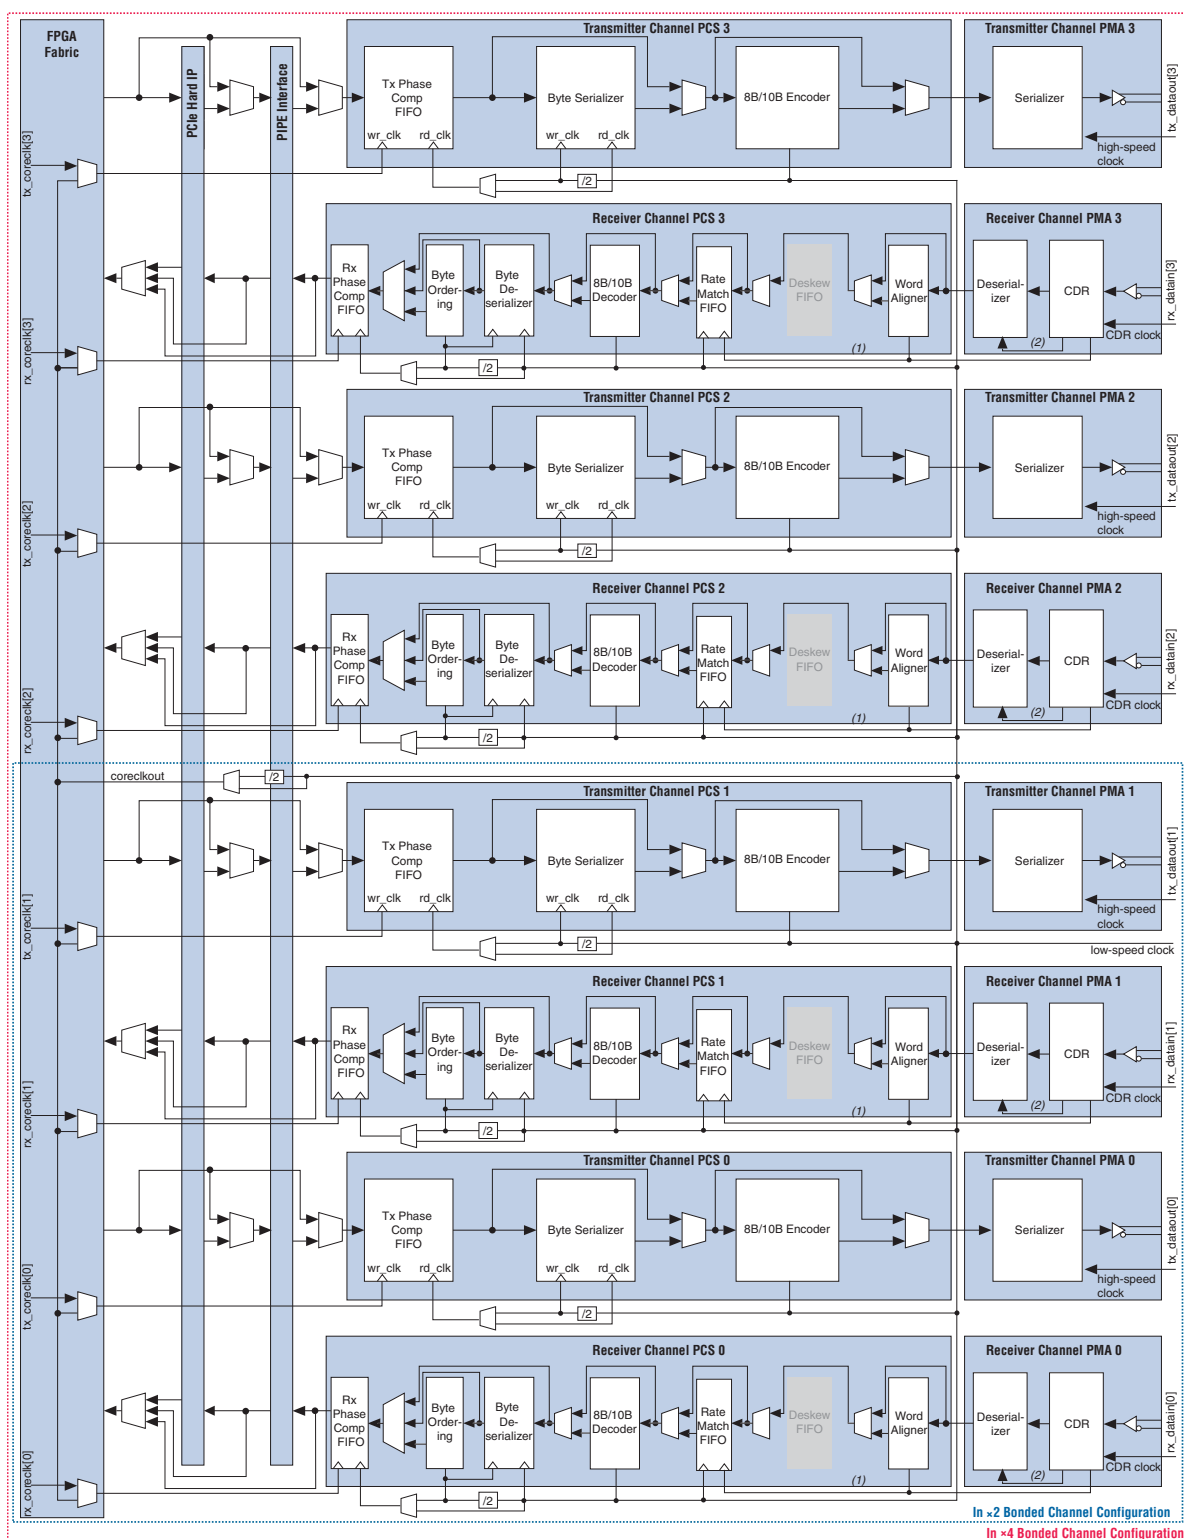 FPGA
Fabric
PCIe Hard IP
PIPE Interface
Transmitter Channel PCS 3
Tx Phase
Comp
FIFO
wr_clk
rd_clk
Byte Serializer
wr_clk
rd_clk
8B/10B Encoder
/2
Transmitter Channel PMA 3
Serializer
high-speed
clock
tx_dataout[3]
tx_coreclk[3]
Receiver Channel PCS 3
Rx
Phase
Comp
FIFO
Byte
Order-
ing
Byte
De-
serializer
8B/10B
Decoder
Rate
Match
FIFO
Deskew
FIFO
Word
Aligner
(1)
/2
Receiver Channel PMA 3
Deserial-
izer
CDR
(2)
CDR clock
rx_datain[3]
rx_coreclk[3]
Transmitter Channel PCS 2
Tx Phase
Comp
FIFO
wr_clk
rd_clk
Byte Serializer
wr_clk
rd_clk
8B/10B Encoder
/2
Transmitter Channel PMA 2
Serializer
high-speed
clock
tx_dataout[2]
tx_coreclk[2]
Receiver Channel PCS 2
Rx
Phase
Comp
FIFO
Byte
Order-
ing
Byte
De-
serializer
8B/10B
Decoder
Rate
Match
FIFO
Deskew
FIFO
Word
Aligner
(1)
/2
Receiver Channel PMA 2
Deserial-
izer
CDR
(2)
CDR clock
rx_datain[2]
rx_coreclk[2]
coreclkout
/2
Transmitter Channel PCS 1
Tx Phase
Comp
FIFO
wr_clk
rd_clk
Byte Serializer
wr_clk
rd_clk
8B/10B Encoder
/2
Transmitter Channel PMA 1
Serializer
high-speed
clock
tx_dataout[1]
low-speed clock
tx_coreclk[1]
Receiver Channel PCS 1
Rx
Phase
Comp
FIFO
Byte
Order-
ing
Byte
De-
serializer
8B/10B
Decoder
Rate
Match
FIFO
Deskew
FIFO
Word
Aligner
(1)
/2
Receiver Channel PMA 1
Deserial-
izer
CDR
(2)
CDR clock
rx_datain[1]
rx_coreclk[1]
Transmitter Channel PCS 0
Tx Phase
Comp
FIFO
wr_clk
rd_clk
Byte Serializer
wr_clk
rd_clk
8B/10B Encoder
/2
Transmitter Channel PMA 0
Serializer
high-speed
clock
tx_dataout[0]
tx_coreclk[0]
Receiver Channel PCS 0
Rx
Phase
Comp
FIFO
Byte
Order-
ing
Byte
De-
serializer
8B/10B
Decoder
Rate
Match
FIFO
Deskew
FIFO
Word
Aligner
(1)
/2
Receiver Channel PMA 0
Deserial-
izer
CDR
(2)
CDR clock
rx_datain[0]
rx_coreclk[0]
In ×2 Bonded Channel Configuration
In ×4 Bonded Channel Configuration